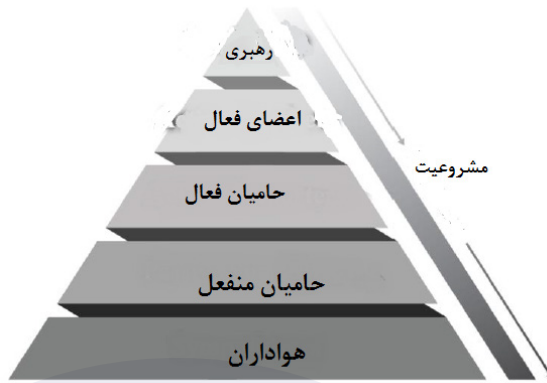 رهبری
اعضای فعال
مشروعیت
حامیان فعال
حامیان منفعل
هواداران